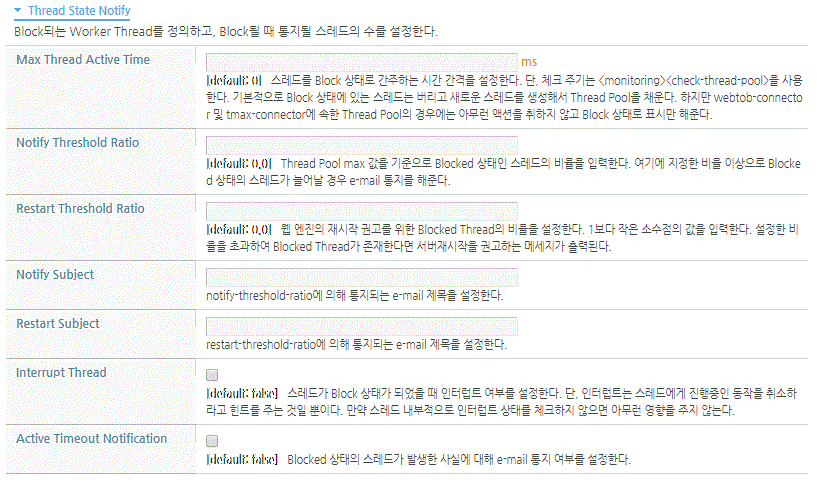 Thread State Notify
Block되는 Worker Thread를 정의하고, Block될 때 통지될 스레드의 수를 설정한다.
Max Thread Active Time
ms
[default: 0] 스레드를 Block 상태로 간주하는 시간 간격을 설정한다. 단, 체크 주기는 <monitoring><check-thread-pool>을 사용
한다. 기본적으로 Block 상태에 있는 스레드는 버리고 새로운 스레드를 생성해서 Thread Pool을 채운다. 하지만 webtob-connecto
r 및 tmax-connector에 속한 Thread Pool의 경우에는 아무런 액션을 취하지 않고 Block 상태로 표시만 해준다.
Notify Threshold Ratio
[default: 0.0] Thread Pool max 값을 기준으로 Blocked 상태인 스레드의 비율을 입력한다. 여기에 지정한 비율 이상으로 Blocke
d 상태의 스레드가 늘어날 경우 e-mail 통지를 해준다.
Restart Threshold Ratio
[default: 0.0] 웹 엔진의 재시작 권고를 위한 Blocked Thread의 비율을 설정한다. 1보다 작은 소수점의 값을 입력한다. 설정한 비
율을 초과하여 Blocked Thread가 존재한다면 서버재시작을 권고하는 메세지가 출력된다.
Notify Subject
notify-threshold-ratio에 의해 통지되는 e-mail 제목을 설정한다.
Restart Subject
restart-threshold-ratio에 의해 통지되는 e-mail 제목을 설정한다.
Interrupt Thread
[default: false] 스레드가 Block 상태가 되었을 때 인터럽트 여부를 설정한다. 단, 인터럽트는 스레드에게 진행중인 동작을 취소하
라고 힌트를 주는 것일 뿐이다. 만약 스레드 내부적으로 인터럽트 상태를 체크하지 않으면 아무런 영향을 주지 않는다.
Active Timeout Notification
[default: false] Blocked 상태의 스레드가 발생한 사실에 대해 e-mail 통지 여부를 설정한다.